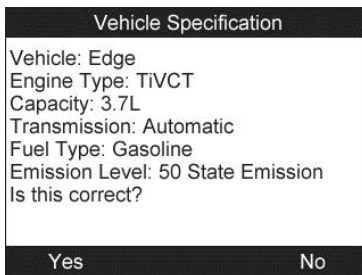 Vehicle Specification
Vehicle: Edge
Engine Type: TiVCT
Capacity: 3.7L
Transmission: Automatic
Fuel Type: Gasoline
Emission Level: 50 State Emission
Is this correct?
Yes No